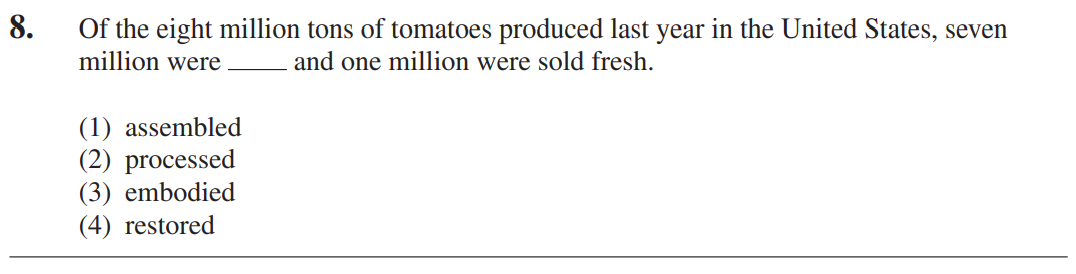 8. Of the eight million tons of tomatoes produced last year in the United States, seven
million were ____ and one million were sold fresh.
(1) assembled
(2) processed
(3) embodied
(4) restored